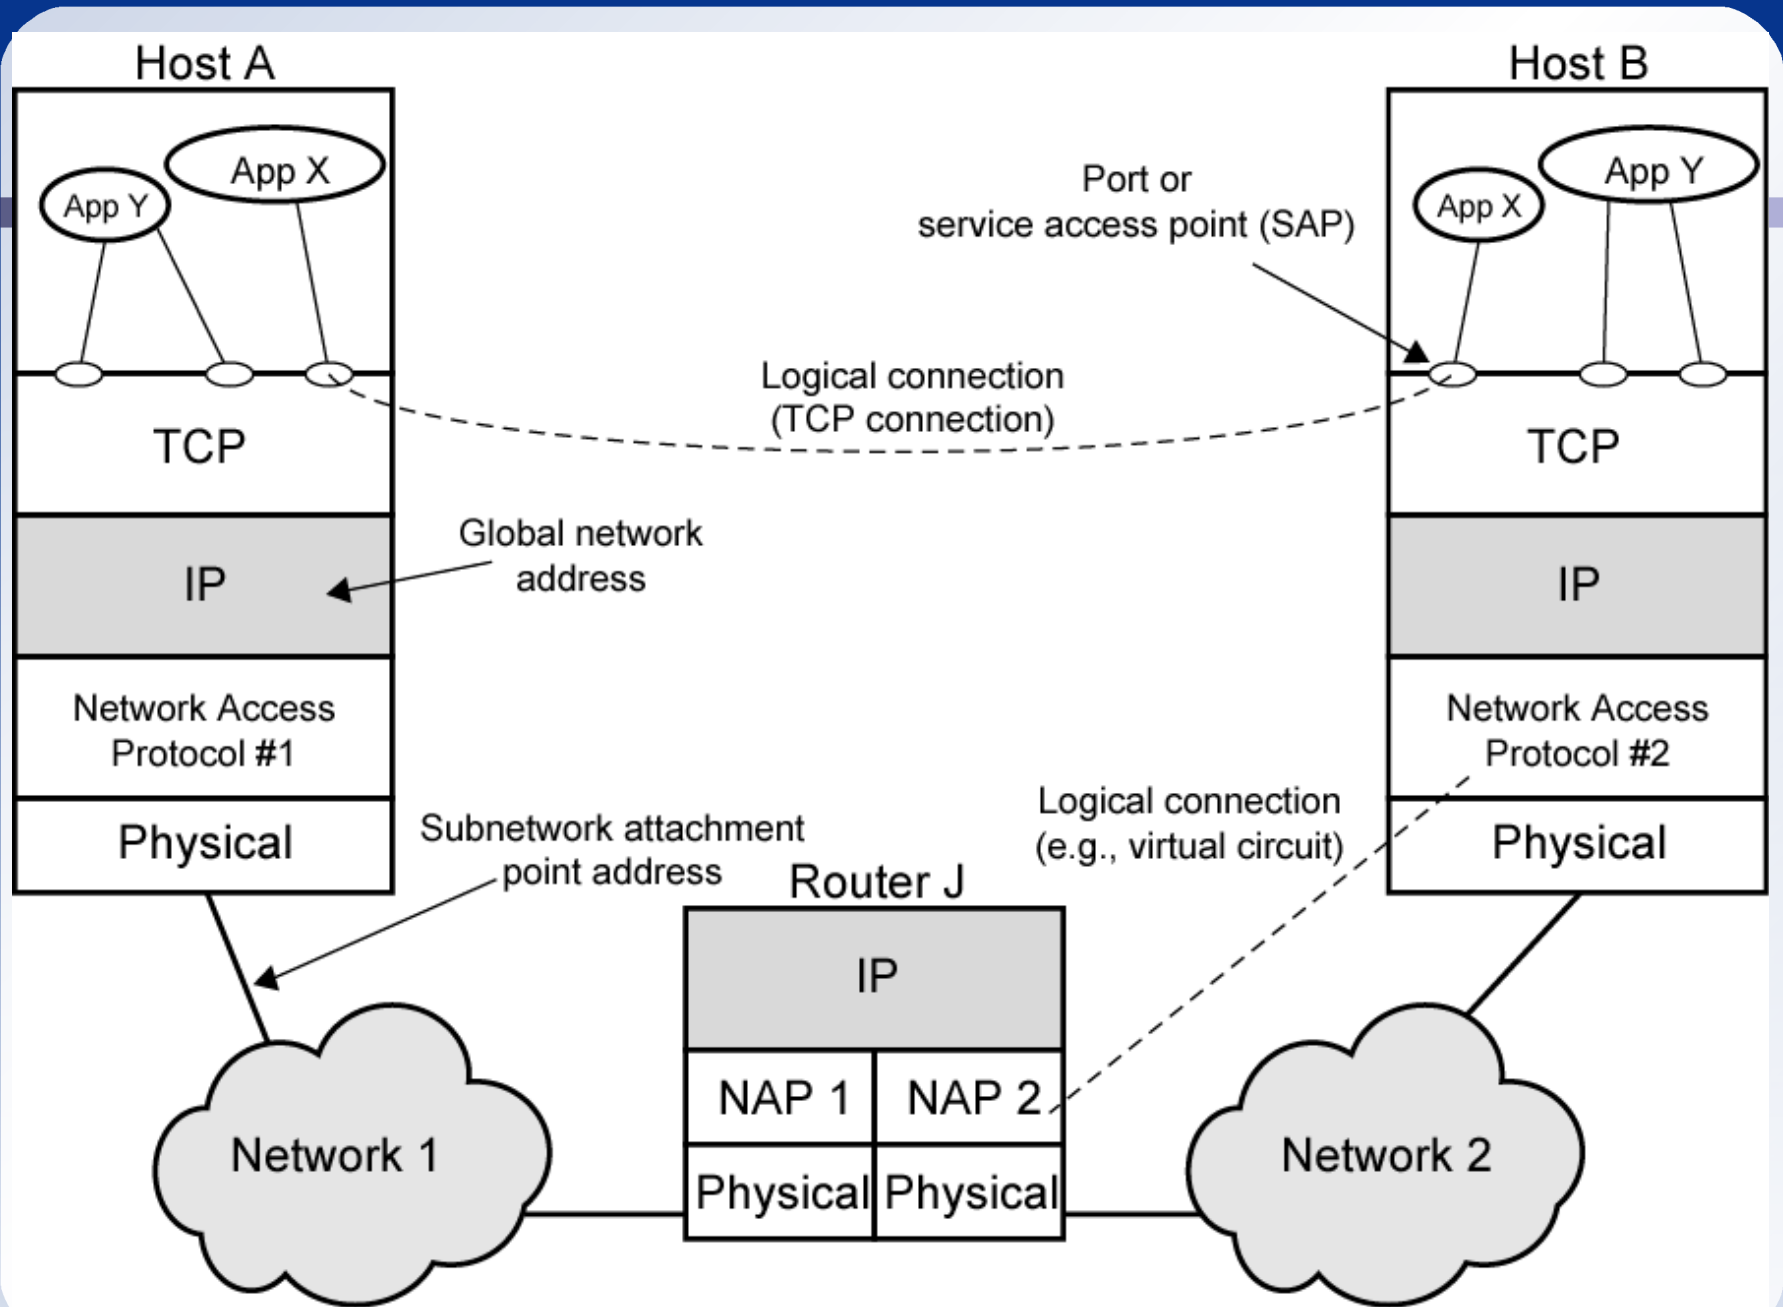 Host A
App Y
App X
TCP
IP
Network Access
Protocol #1
Physical
Global network
address
Subnetwork attachment
point address
Logical connection
(TCP connection)
Port or
service access point (SAP)
Host B
App X
App Y
TCP
IP
Network Access
Protocol #2
Physical
Logical connection
(e.g., virtual circuit)
Router J
IP
NAP 1
NAP 2
Physical
Physical
Network 1
Network 2